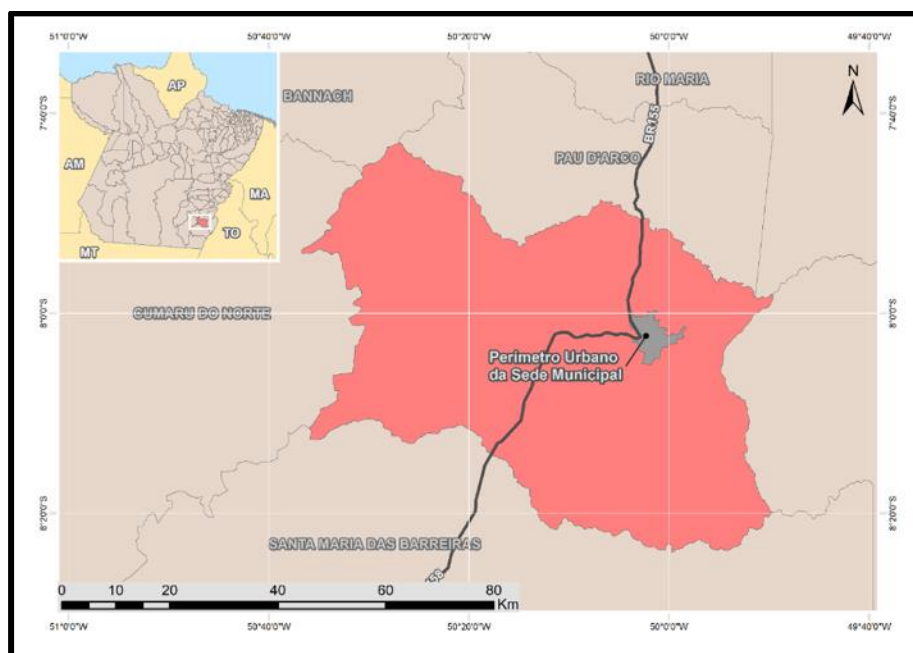 51°0'0"W 50°40'0"W 50°20'0"W 50°0'0"W 49°40'0"W
AP
AM
MA
TO
MT
BANNACH
RIO MARIA
N
7°40'0"S 7°40'0"S
BR155
PAU D'ARCO
CUMARU DO NORTE
8°0'0"S 8°0'0"S
Perímetro Urbano
da Sede Municipal
8°20'0"S 8°20'0"S
SANTA MARIA DAS BARREIRAS
0 10 20 40 60 80
Km
51°0'0"W 50°40'0"W 50°20'0"W 50°0'0"W 49°40'0"W